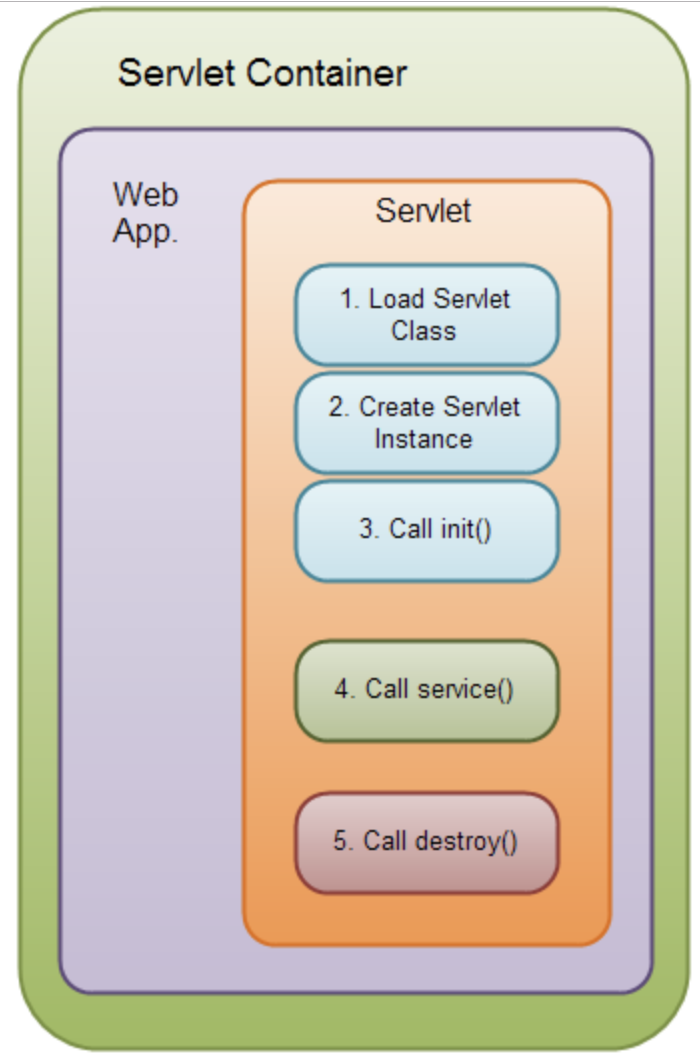 Servlet Container
Web
App.
Servlet
1. Load Servlet
Class
2. Create Servlet
Instance
3. Call init()
4. Call service()
5. Call destroy()